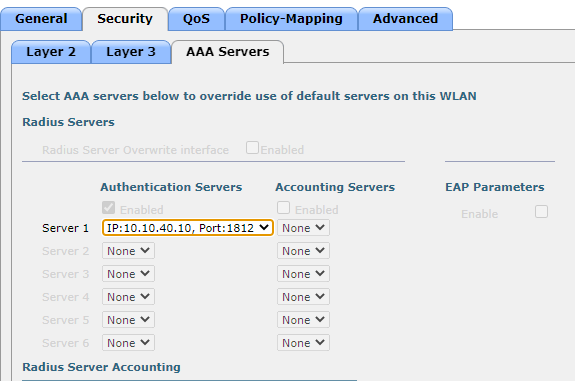 General Security QoS Policy-Mapping Advanced
Layer 2 Layer 3 AAA Servers
Select AAA servers below to override use of default servers on this WLAN
Radius Servers
Radius Server Overwrite interface Enabled
Authentication Servers Accounting Servers EAP Parameters
Enabled Enabled Enable
Server 1 IP:10.10.40.10, Port:1812 None
Server 2 None None
Server 3 None None
Server 4 None None
Server 5 None None
Server 6 None None
Radius Server Accounting